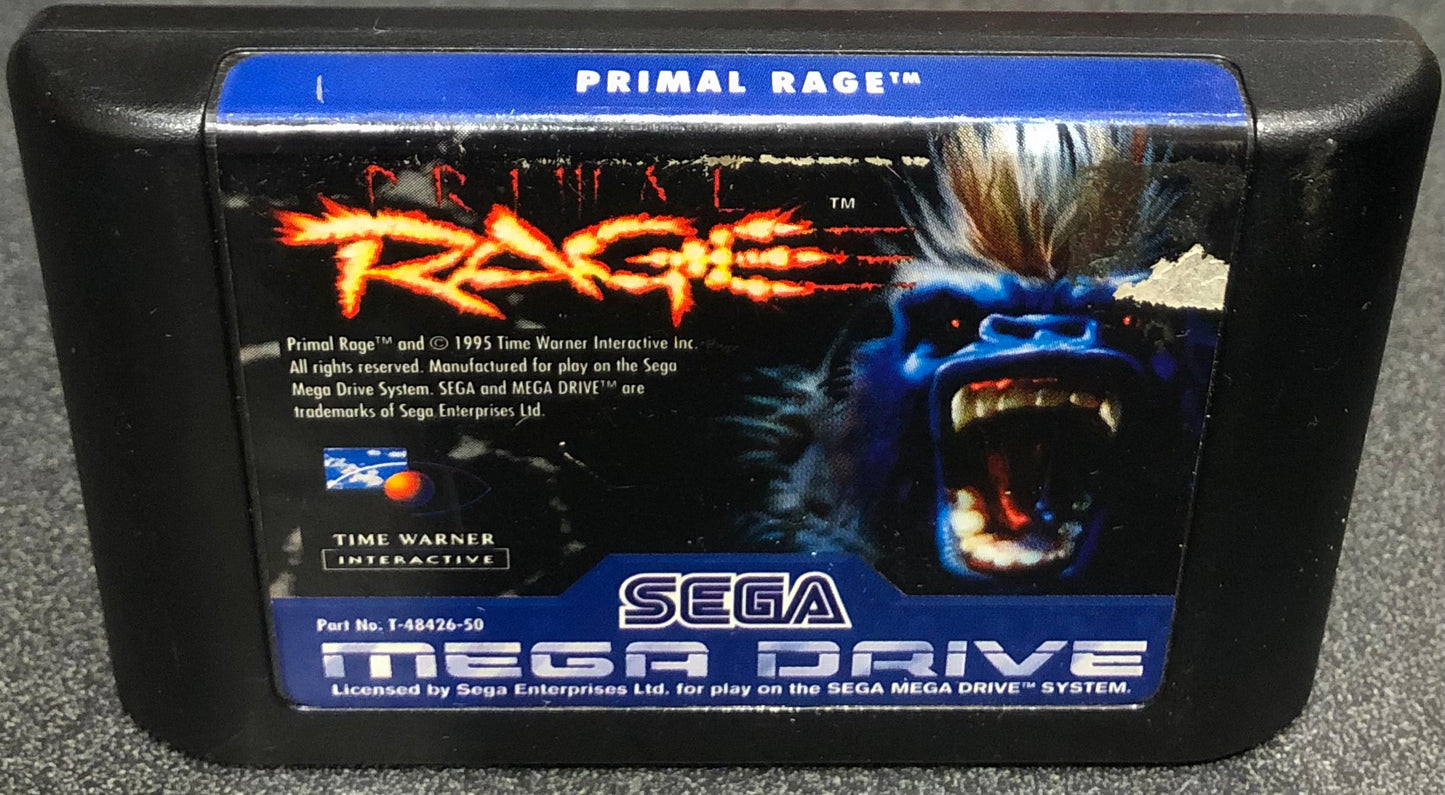 PRIMAL RAGE™
PRIMAL
RAGE ™
Primal Rage™ and © 1995 Time Warner Interactive Inc.
All rights reserved. Manufactured for play on the Sega
Mega Drive System. SEGA and MEGA DRIVE™ are
trademarks of Sega Enterprises Ltd.
TIME WARNER
INTERACTIVE
SEGA
Part No. T-48426-50
MEGA DRIVE
Licensed by Sega Enterprises Ltd. for play on the SEGA MEGA DRIVE™ SYSTEM.